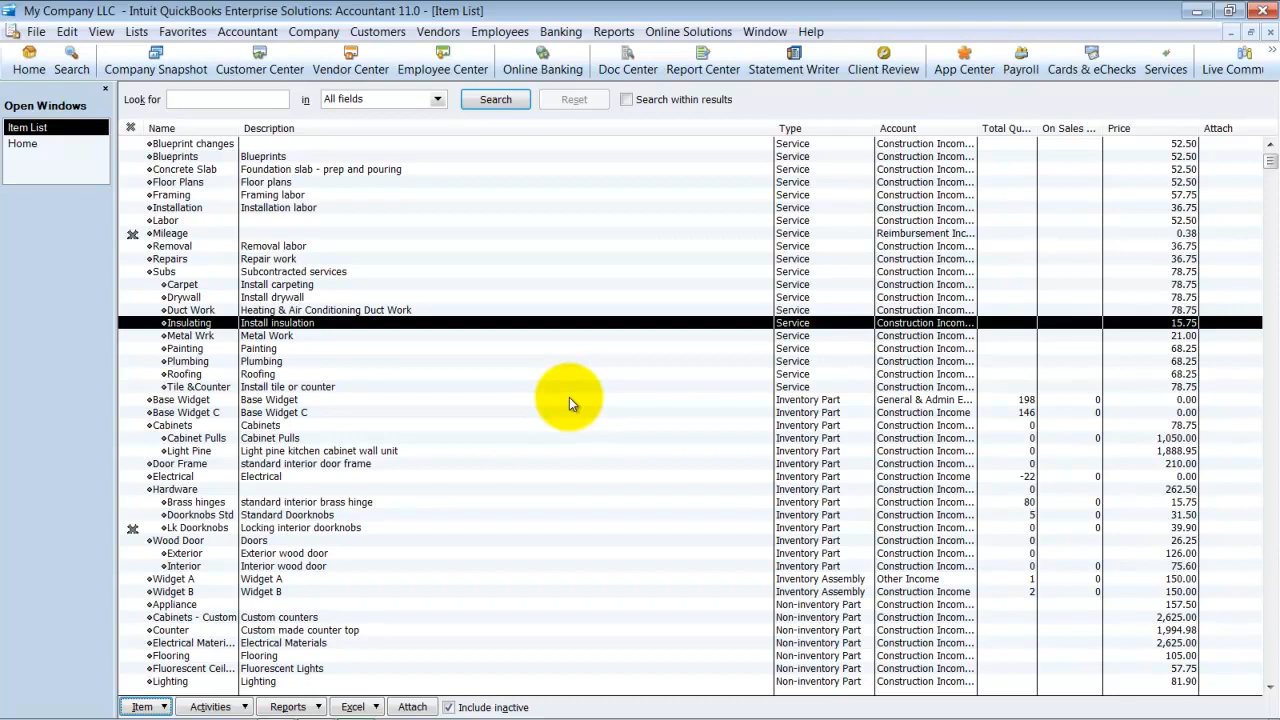 My Company LLC - Intuit QuickBooks Enterprise Solutions: Accountant 11.0 - [Item List]
File Edit View Lists Favorites Accountant Company Customers Vendors Employees Banking Reports Online Solutions Window Help
Home Search Company Snapshot Customer Center Vendor Center Employee Center Online Banking Doc Center Report Center Statement Writer Client Review App Center Payroll Cards & eChecks Services Live Commu
Open Windows
Item List
Home
Look for in All fields Search Reset Search within results
Name Description Type Account Total Qu... On Sales ... Price Attach
Blueprint changes Service Construction Incom... 52.50
Blueprints Blueprints Service Construction Incom... 52.50
Concrete Slab Foundation slab - prep and pouring Service Construction Incom... 52.50
Floor Plans Floor plans Service Construction Incom... 52.50
Framing Framing labor Service Construction Incom... 57.75
Installation Installation labor Service Construction Incom... 36.75
Labor Service Construction Incom... 52.50
Mileage Service Reimbursement Inc... 0.38
Removal Removal labor Service Construction Incom... 36.75
Repairs Repair work Service Construction Incom... 36.75
Subs Subcontracted services Service Construction Incom... 78.75
Carpet Install carpeting Service Construction Incom... 78.75
Drywall Install drywall Service Construction Incom... 78.75
Duct Work Heating & Air Conditioning Duct Work Service Construction Incom... 78.75
Insulating Install insulation Service Construction Incom... 15.75
Metal Wrk Metal Work Service Construction Incom... 21.00
Painting Painting Service Construction Incom... 68.25
Plumbing Plumbing Service Construction Incom... 68.25
Roofing Roofing Service Construction Incom... 68.25
Tile &Counter Install tile or counter Service Construction Incom... 78.75
Base Widget Base Widget Inventory Part General & Admin E... 198 0 0.00
Base Widget C Base Widget C Inventory Part Construction Income 146 0 0.00
Cabinets Cabinets Inventory Part Construction Incom... 0 78.75
Cabinet Pulls Cabinet Pulls Inventory Part Construction Incom... 0 0 1,050.00
Light Pine Light pine kitchen cabinet wall unit Inventory Part Construction Incom... 0 1,888.95
Door Frame standard interior door frame Inventory Part Construction Incom... 0 210.00
Electrical Electrical Inventory Part Construction Income -22 0 0.00
Hardware Inventory Part Construction Incom... 0 262.50
Brass hinges standard interior brass hinge Inventory Part Construction Incom... 80 0 15.75
Doorknobs Std Standard Doorknobs Inventory Part Construction Incom... 5 0 31.50
Lk Doorknobs Locking interior doorknobs Inventory Part Construction Incom... 0 0 39.90
Wood Door Doors Inventory Part Construction Incom... 0 26.25
Exterior Exterior wood door Inventory Part Construction Incom... 0 126.00
Interior Interior wood door Inventory Part Construction Incom... 0 0 75.60
Widget A Widget A Inventory Assembly Other Income 1 0 150.00
Widget B Widget B Inventory Assembly Construction Income 2 0 150.00
Appliance Non-inventory Part Construction Incom... 157.50
Cabinets - Custom Custom counters Non-inventory Part Construction Incom... 2,625.00
Counter Custom made counter top Non-inventory Part Construction Incom... 1,994.98
Electrical Materi... Electrical Materials Non-inventory Part Construction Incom... 2,625.00
Flooring Flooring Non-inventory Part Construction Incom... 105.00
Fluorescent Ceil... Fluorescent Lights Non-inventory Part Construction Incom... 57.75
Lighting Lighting Non-inventory Part Construction Incom... 81.90
Item Activities Reports Excel Attach Include inactive